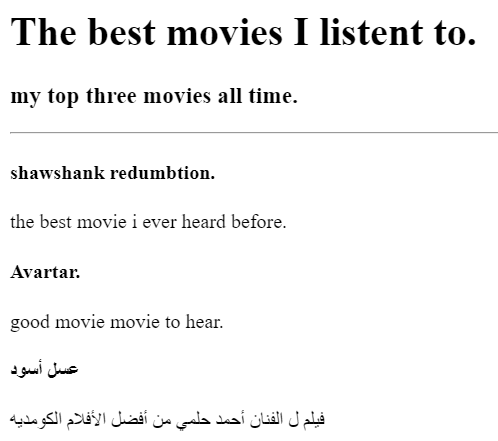 The best movies I listent to.
my top three movies all time.
shawshank redumbtion.
the best movie i ever heard before.
Avartar.
good movie movie to hear.
عسل أسود
فيلم ل الفنان أحمد حلمي من أفضل الأفلام الكومديه